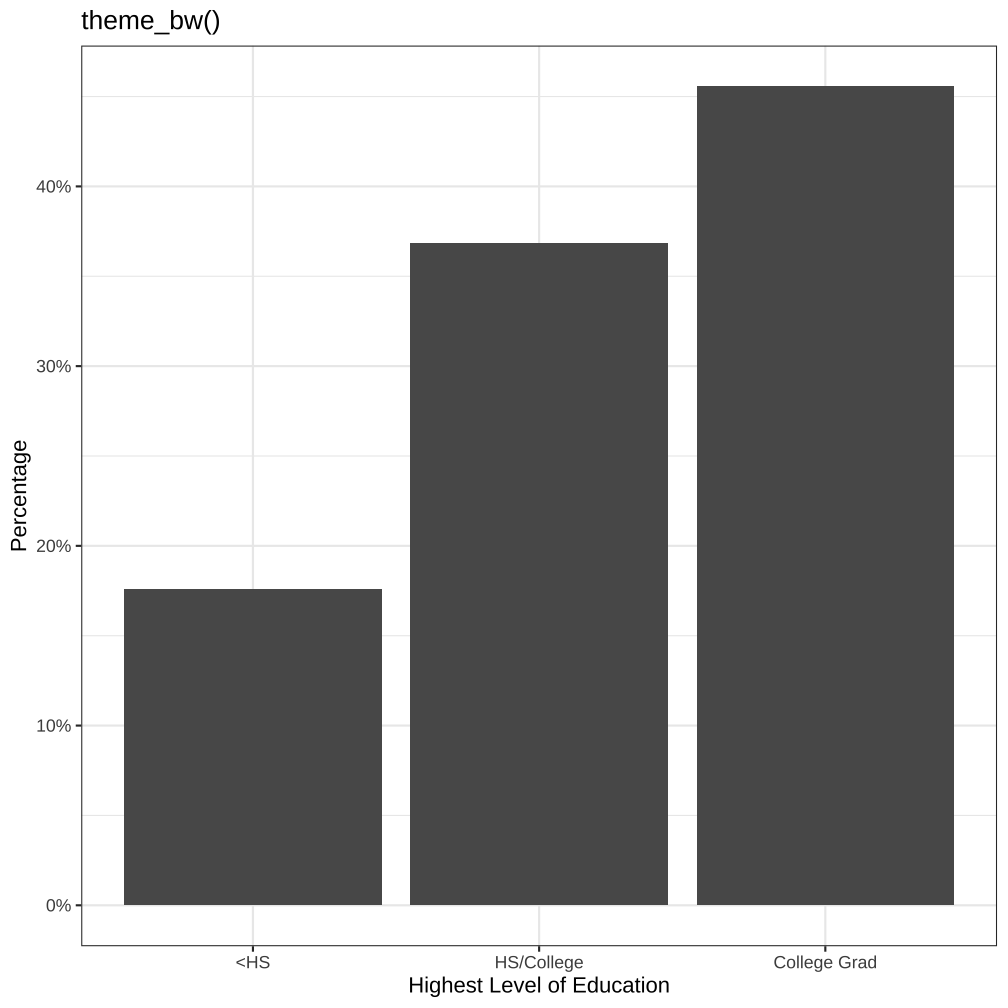 theme_bw()
Percentage
40%
30%
20%
10%
0%
<HS
HS/College
College Grad
Highest Level of Education